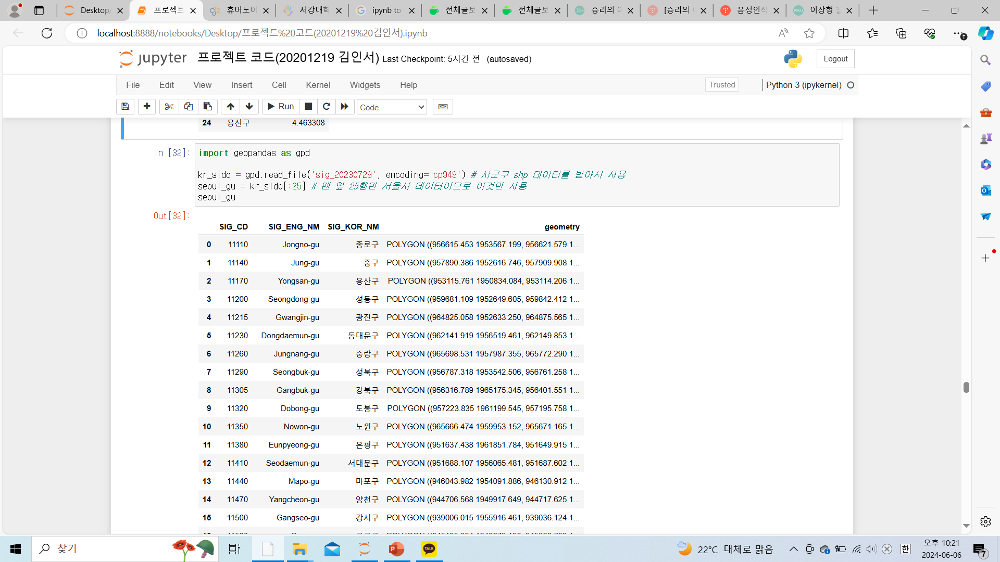 Desktop/
프로젝트
휴머노이
서강대학
ipynb to
전체글보
전체글보
승리의 여
[승리의
음성인식
이상형 월
localhost:8888/notebooks/Desktop/프로젝트%20코드(20201219%20김인서).ipynb
jupyter 프로젝트 코드(20201219 김인서) Last Checkpoint: 5시간 전 (autosaved)
Logout
File Edit View Insert Cell Kernel Widgets Help
Trusted
Python 3 (ipykernel)
Run
Code
24 용산구 4.463308
In [32]:
import geopandas as gpd
kr_sido = gpd.read_file('sig_20230729', encoding='cp949') # 시군구 shp 데이터를 받아서 사용
seoul_gu = kr_sido[:25] # 맨 앞 25행만 서울시 데이터이므로 이것만 사용
seoul_gu
Out[32]:
SIG_CD SIG_ENG_NM SIG_KOR_NM geometry
0 11110 Jongno-gu 종로구 POLYGON ((956615.453 1953567.199, 956621.579 1...
1 11140 Jung-gu 중구 POLYGON ((957890.386 1952616.746, 957909.908 1...
2 11170 Yongsan-gu 용산구 POLYGON ((953115.761 1950834.084, 953114.206 1...
3 11200 Seongdong-gu 성동구 POLYGON ((959681.109 1952649.605, 959842.412 1...
4 11215 Gwangjin-gu 광진구 POLYGON ((964825.058 1952633.250, 964875.565 1...
5 11230 Dongdaemun-gu 동대문구 POLYGON ((962141.919 1956519.461, 962149.853 1...
6 11260 Jungnang-gu 중랑구 POLYGON ((965698.531 1957987.355, 965772.290 1...
7 11290 Seongbuk-gu 성북구 POLYGON ((956787.318 1953542.506, 956761.258 1...
8 11305 Gangbuk-gu 강북구 POLYGON ((956316.789 1965175.345, 956401.551 1...
9 11320 Dobong-gu 도봉구 POLYGON ((957223.835 1961199.545, 957195.758 1...
10 11350 Nowon-gu 노원구 POLYGON ((965666.474 1959953.152, 965671.165 1...
11 11380 Eunpyeong-gu 은평구 POLYGON ((951637.438 1961851.784, 951649.915 1...
12 11410 Seodaemun-gu 서대문구 POLYGON ((951688.107 1956065.481, 951687.602 1...
13 11440 Mapo-gu 마포구 POLYGON ((946043.982 1954091.886, 946130.912 1...
14 11470 Yangcheon-gu 양천구 POLYGON ((944706.568 1949917.649, 944717.625 1...
15 11500 Gangseo-gu 강서구 POLYGON ((939006.015 1955916.461, 939036.124 1...
찾기
TALK
22°C 대체로 맑음
한
오후 10:21
2024-06-06
7